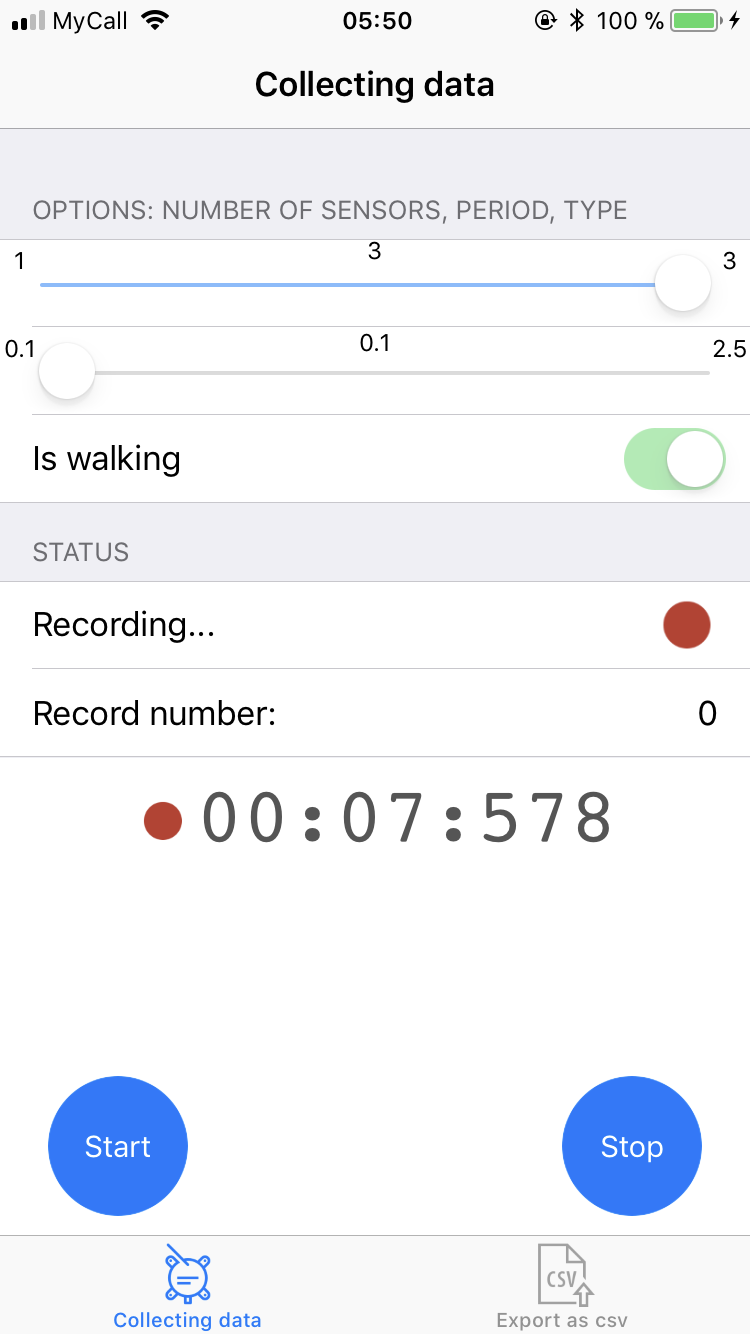 MyCall 05:50 100 %
Collecting data
OPTIONS: NUMBER OF SENSORS, PERIOD, TYPE
1 3 3
0.1 0.1 2.5
Is walking
STATUS
Recording...
Record number: 0
00:07:578
Start Stop
CSV
Collecting data Export as csv